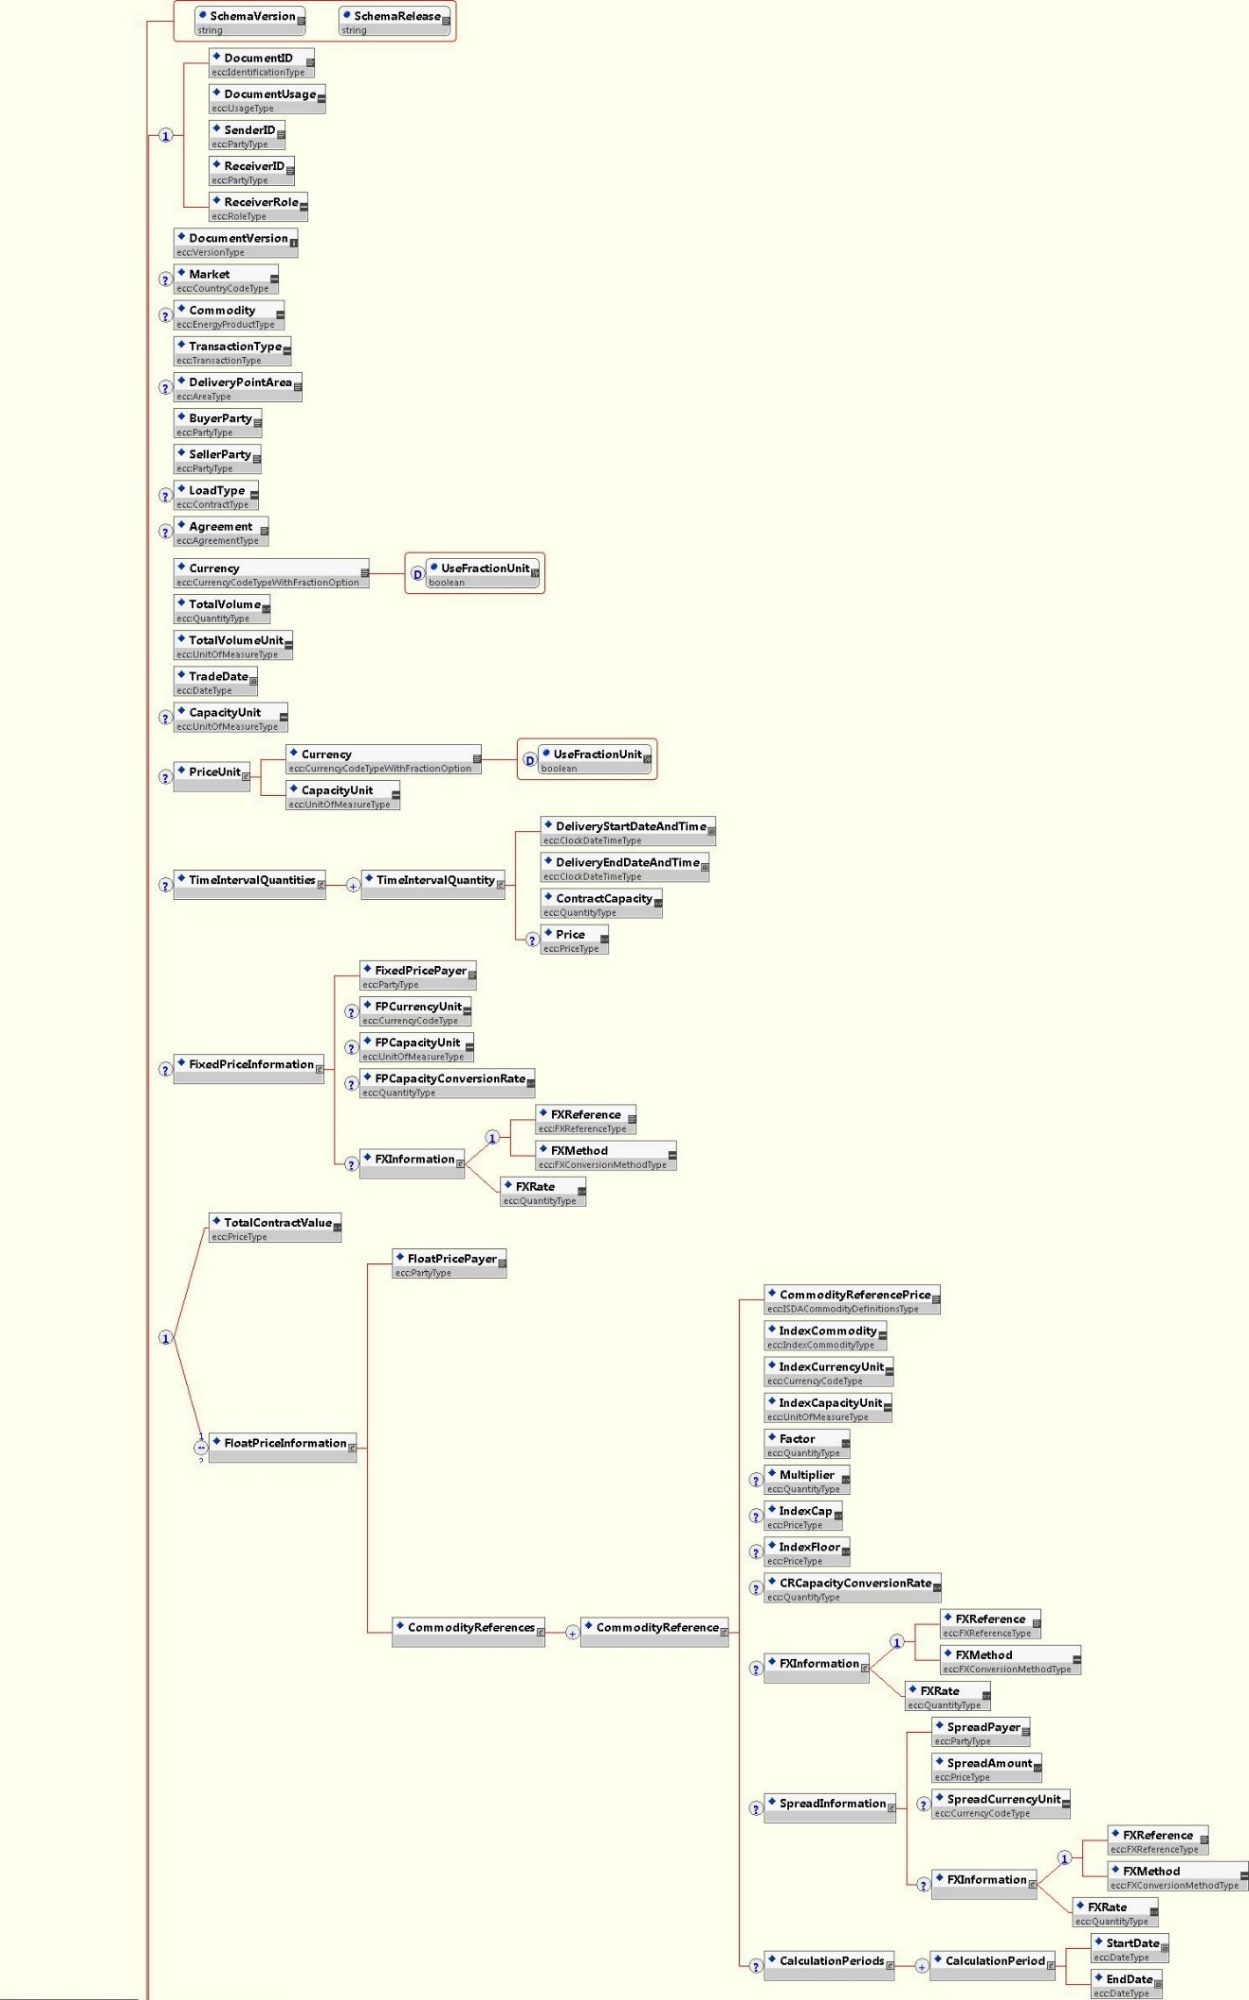 SchemaVersion
string
SchemaRelease
string
DocumentID
ecc:IdentificationType
DocumentUsage
ecc:UsageType
1
SenderID
ecc:PartyType
ReceiverID
ecc:PartyType
ReceiverRole
ecc:RoleType
DocumentVersion
ecc:VersionType
?
Market
ecc:CountryCodeType
?
Commodity
ecc:EnergyProductType
TransactionType
ecc:TransactionType
?
DeliveryPointArea
ecc:AreaType
BuyerParty
ecc:PartyType
SellerParty
ecc:PartyType
?
LoadType
ecc:ContractType
?
Agreement
ecc:AgreementType
Currency
ecc:CurrencyCodeTypeWithFractionOption
D
UseFractionUnit
boolean
TotalVolume
ecc:QuantityType
TotalVolumeUnit
ecc:UnitOfMeasureType
TradeDate
ecc:DateType
?
CapacityUnit
ecc:UnitOfMeasureType
?
PriceUnit
Currency
ecc:CurrencyCodeTypeWithFractionOption
D
UseFractionUnit
boolean
CapacityUnit
ecc:UnitOfMeasureType
?
TimeIntervalQuantities
+
TimeIntervalQuantity
DeliveryStartDateAndTime
ecc:ClockDateTimeType
DeliveryEndDateAndTime
ecc:ClockDateTimeType
ContractCapacity
ecc:QuantityType
?
Price
ecc:PriceType
?
FixedPriceInformation
FixedPricePayer
ecc:PartyType
?
FPCurrencyUnit
ecc:CurrencyCodeType
?
FPCapacityUnit
ecc:UnitOfMeasureType
?
FPCapacityConversionRate
ecc:QuantityType
?
FXInformation
1
FXReference
ecc:FXReferenceType
FXMethod
ecc:FXConversionMethodType
FXRate
ecc:QuantityType
1
TotalContractValue
ecc:PriceType
1
..
2
FloatPriceInformation
FloatPricePayer
ecc:PartyType
CommodityReferences
+
CommodityReference
CommodityReferencePrice
ecc:ISDACommodityDefinitionsType
IndexCommodity
ecc:IndexCommodityType
IndexCurrencyUnit
ecc:CurrencyCodeType
IndexCapacityUnit
ecc:UnitOfMeasureType
Factor
ecc:QuantityType
?
Multiplier
ecc:QuantityType
?
IndexCap
ecc:PriceType
?
IndexFloor
ecc:PriceType
?
CRCapacityConversionRate
ecc:QuantityType
?
FXInformation
1
FXReference
ecc:FXReferenceType
FXMethod
ecc:FXConversionMethodType
FXRate
ecc:QuantityType
?
SpreadInformation
SpreadPayer
ecc:PartyType
SpreadAmount
ecc:PriceType
?
SpreadCurrencyUnit
ecc:CurrencyCodeType
?
FXInformation
1
FXReference
ecc:FXReferenceType
FXMethod
ecc:FXConversionMethodType
FXRate
ecc:QuantityType
?
CalculationPeriods
+
CalculationPeriod
StartDate
ecc:DateType
EndDate
ecc:DateType